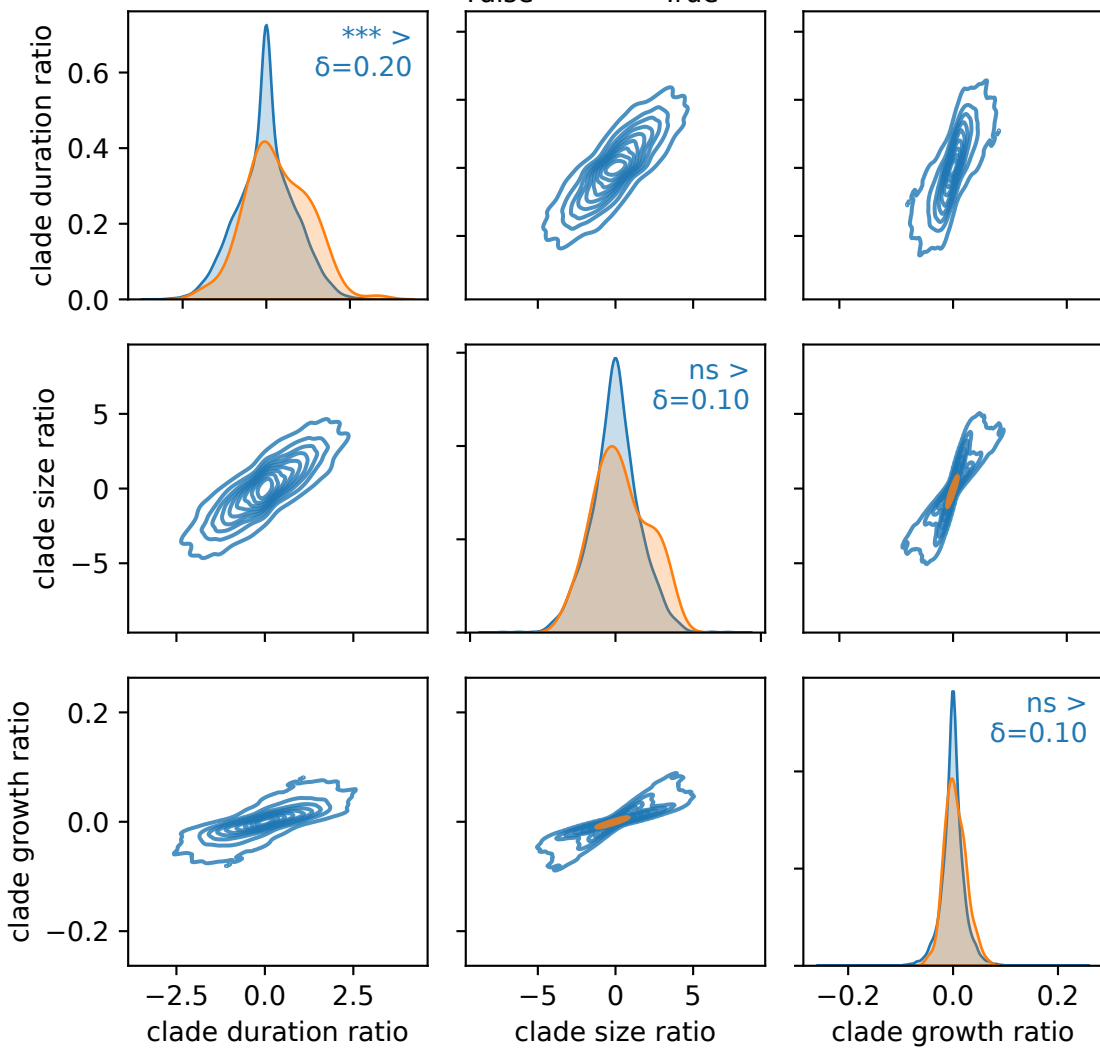 False True
clade duration ratio
0.6
0.4
0.2
0.0
*** >
δ=0.20
clade size ratio
5
0
−5
ns >
δ=0.10
clade growth ratio
0.2
0.0
−0.2
ns >
δ=0.10
−2.5 0.0 2.5
−5 0 5
−0.2 0.0 0.2
clade duration ratio
clade size ratio
clade growth ratio